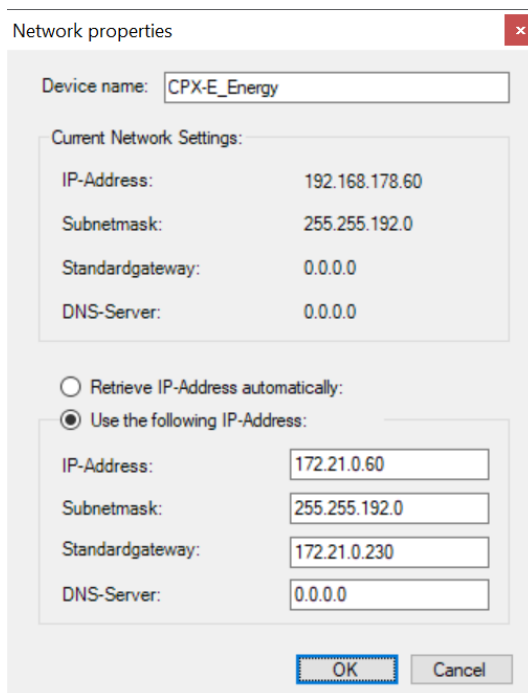 Network properties
Device name: CPX-E_Energy
Current Network Settings:
IP-Address: 192.168.178.60
Subnetmask: 255.255.192.0
Standardgateway: 0.0.0.0
DNS-Server: 0.0.0.0
Retrieve IP-Address automatically:
Use the following IP-Address:
IP-Address: 172.21.0.60
Subnetmask: 255.255.192.0
Standardgateway: 172.21.0.230
DNS-Server: 0.0.0.0
OK Cancel